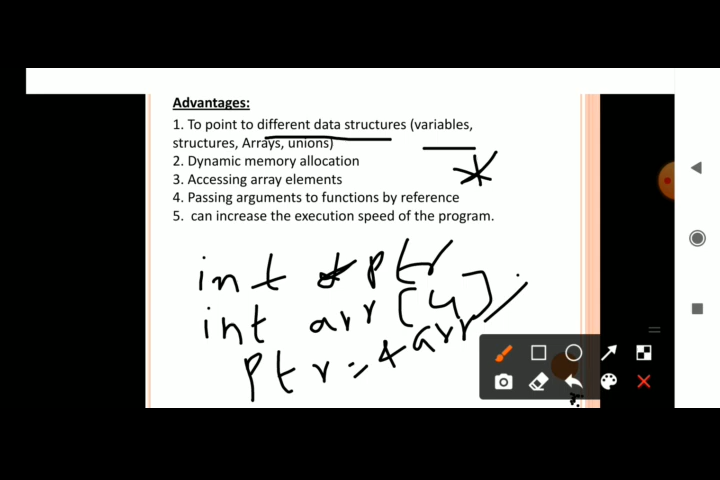 Advantages:
1. To point to different data structures (variables,
structures, Arrays, unions)
2. Dynamic memory allocation
3. Accessing array elements
4. Passing arguments to functions by reference
5. can increase the execution speed of the program.
*
int *ptr
int arr[4];
ptr = &arr